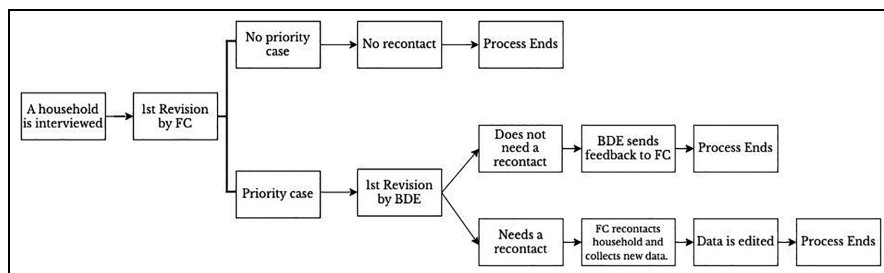 No priority
case
No recontact
Process Ends
A household
is interviewed
1st Revision
by FC
Does not
need a
recontact
BDE sends
feedback to FC
Process Ends
Priority case
1st Revision
by BDE
Needs a
recontact
FC recontacts
household and
collects new data.
Data is edited
Process Ends